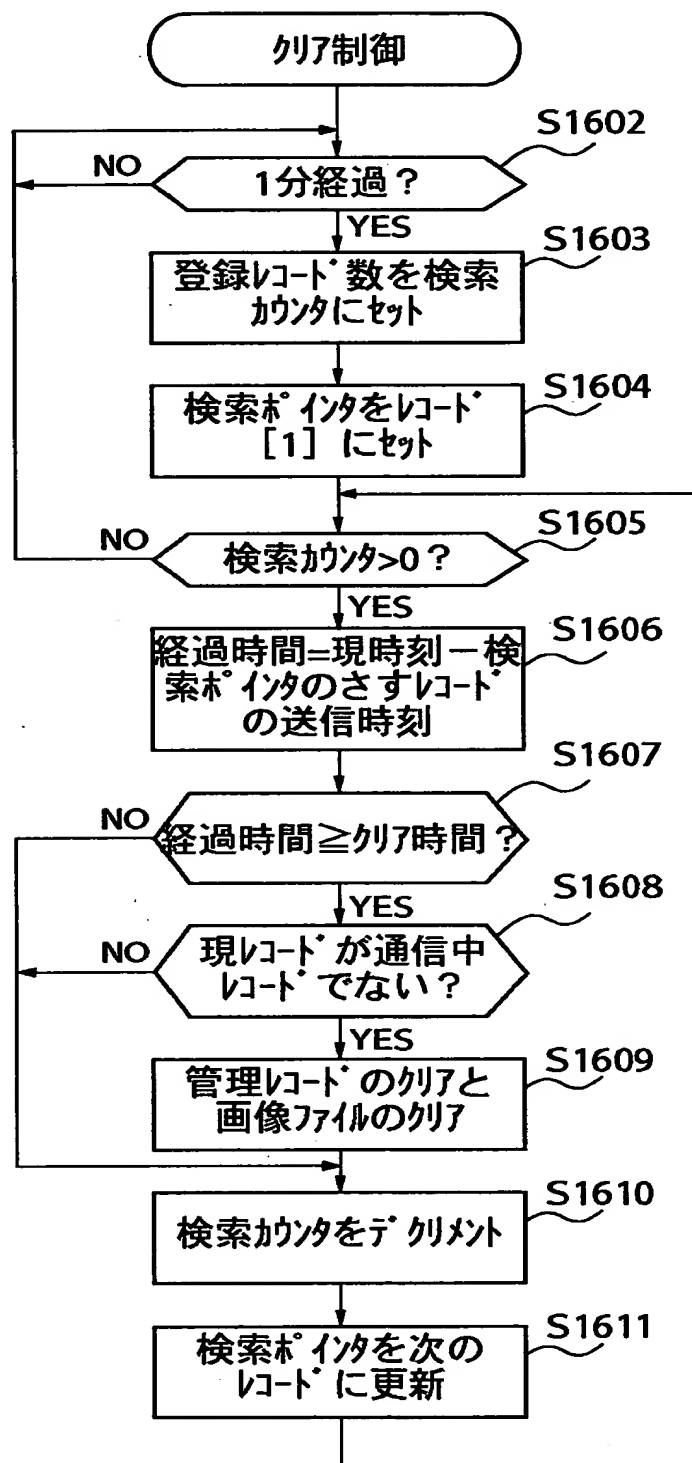 クリア制御
S1602
NO
1分経過?
YES
S1603
登録レコード数を検索
カウンタにセット
S1604
検索ポインタをレコード
[1] にセット
S1605
NO
検索カウンタ>0?
YES
S1606
経過時間=現時刻-検
索ポインタのさすレコード
の送信時刻
S1607
NO
経過時間≧クリア時間?
YES
S1608
NO
現レコードが通信中
レコードでない?
YES
S1609
管理レコードのクリアと
画像ファイルのクリア
S1610
検索カウンタをデクリメント
S1611
検索ポインタを次の
レコードに更新